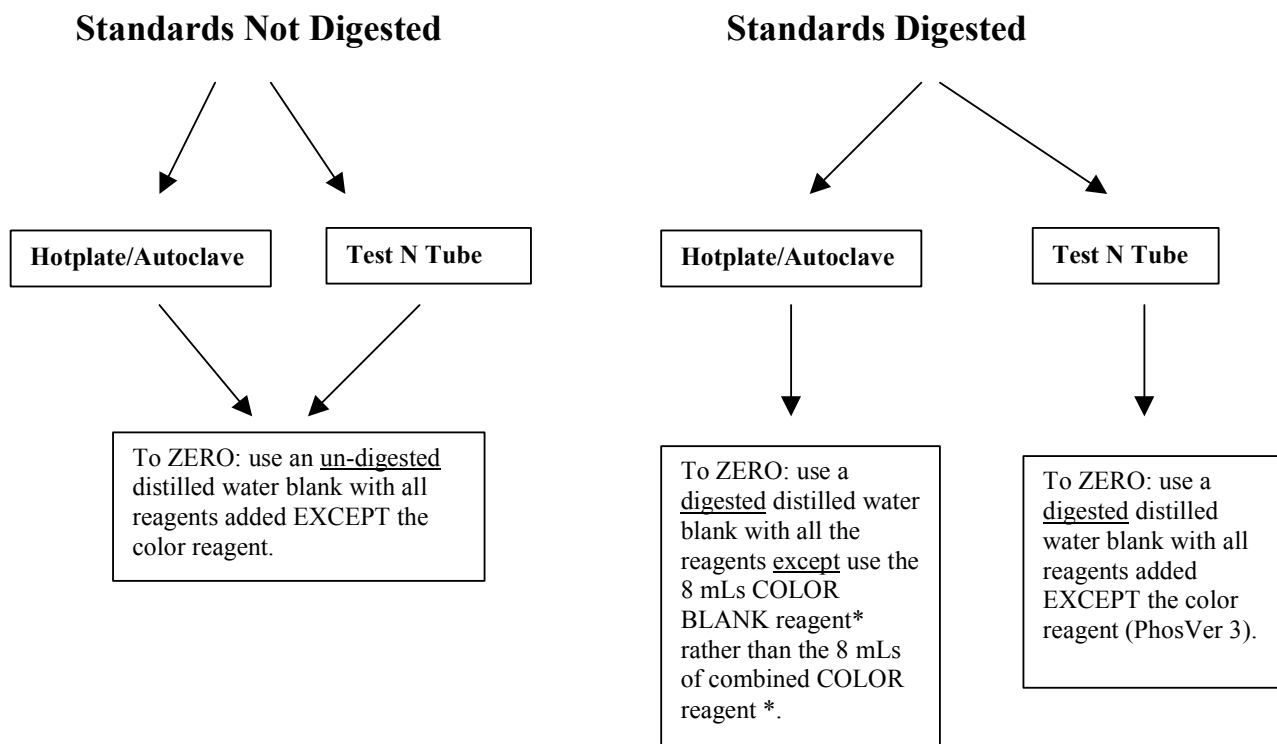 Standards Not Digested
Standards Digested
Hotplate/Autoclave
Test N Tube
Hotplate/Autoclave
Test N Tube
To ZERO: use an un-digested
distilled water blank with all
reagents added EXCEPT the
color reagent.
To ZERO: use a
digested distilled water
blank with all the
reagents except use the
8 mLs COLOR
BLANK reagent*
rather than the 8 mLs
of combined COLOR
reagent *.
To ZERO: use a
digested distilled
water blank with all
reagents added
EXCEPT the color
reagent (PhosVer 3).